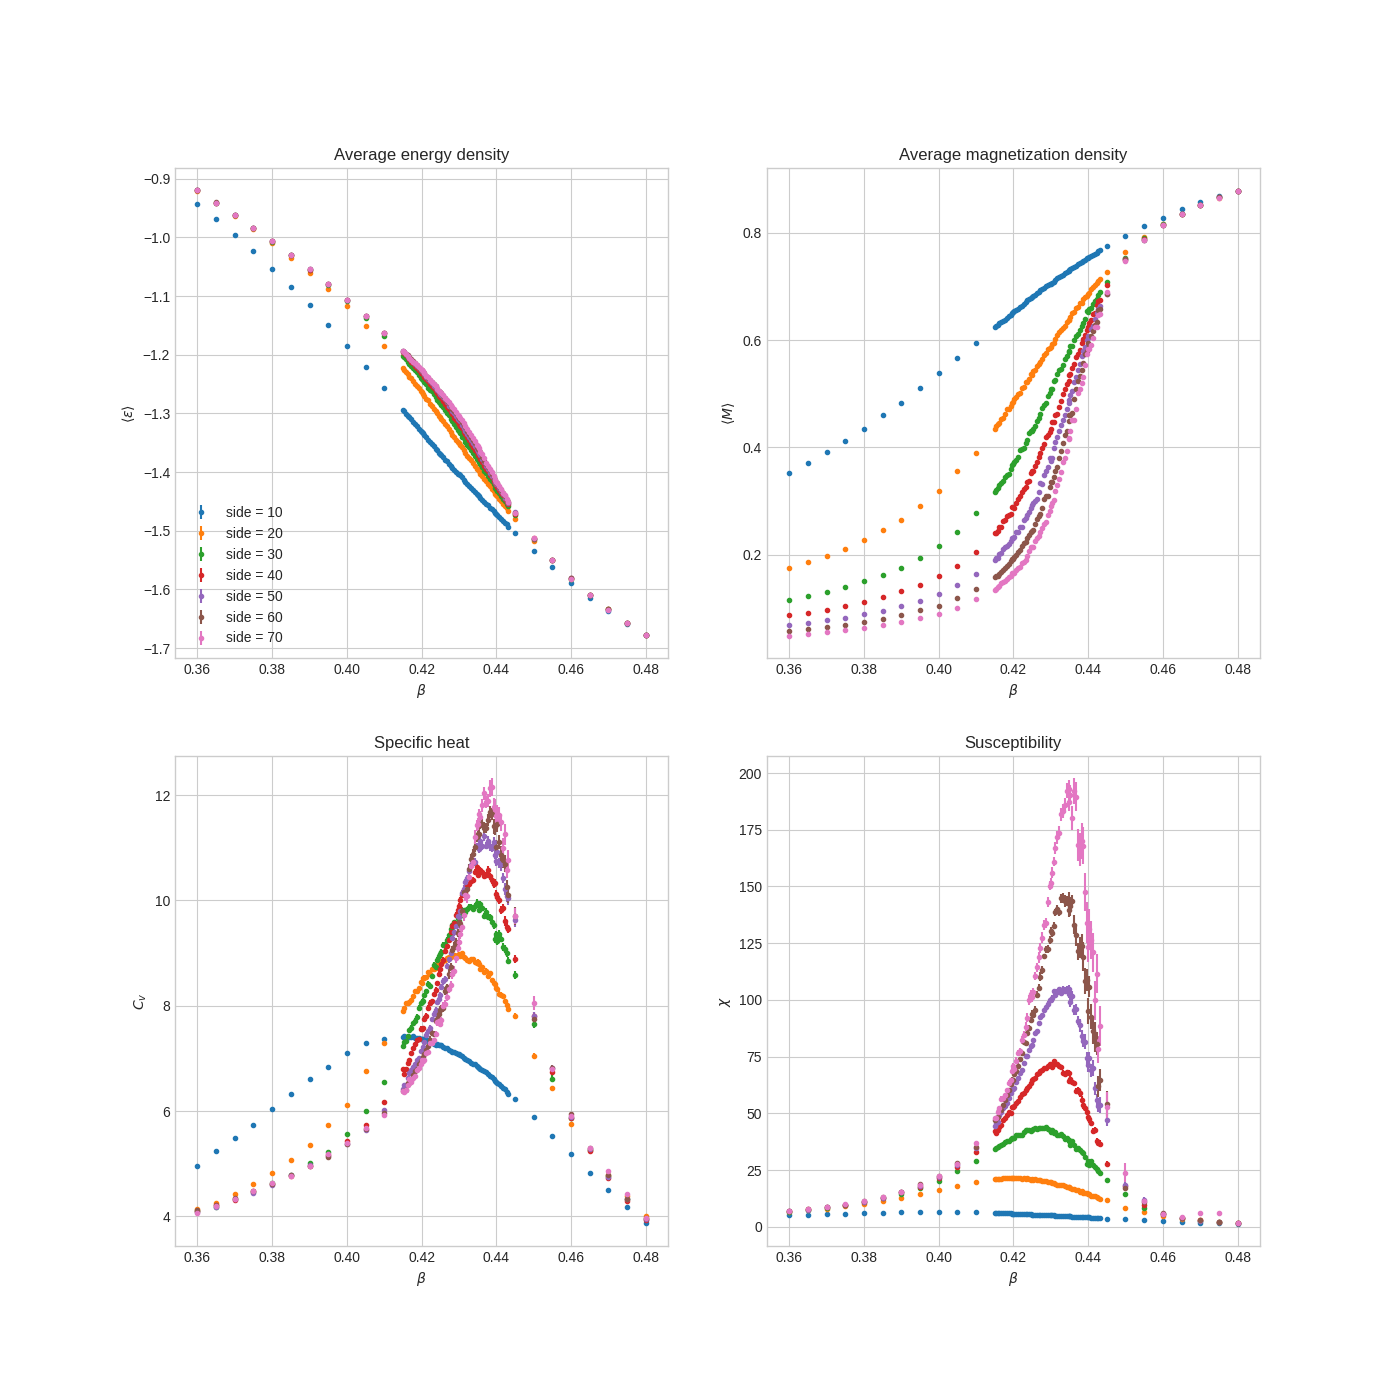 Average energy density
−0.9
−1.0
−1.1
−1.2
−1.3
−1.4
−1.5
−1.6
−1.7
⟨ε⟩
side = 10
side = 20
side = 30
side = 40
side = 50
side = 60
side = 70
0.36 0.38 0.40 0.42 0.44 0.46 0.48
β
Average magnetization density
0.8
0.6
0.4
0.2
⟨M⟩
0.36 0.38 0.40 0.42 0.44 0.46 0.48
β
Specific heat
12
10
8
6
4
Cᵥ
0.36 0.38 0.40 0.42 0.44 0.46 0.48
β
Susceptibility
200
175
150
125
100
75
50
25
0
χ
0.36 0.38 0.40 0.42 0.44 0.46 0.48
β